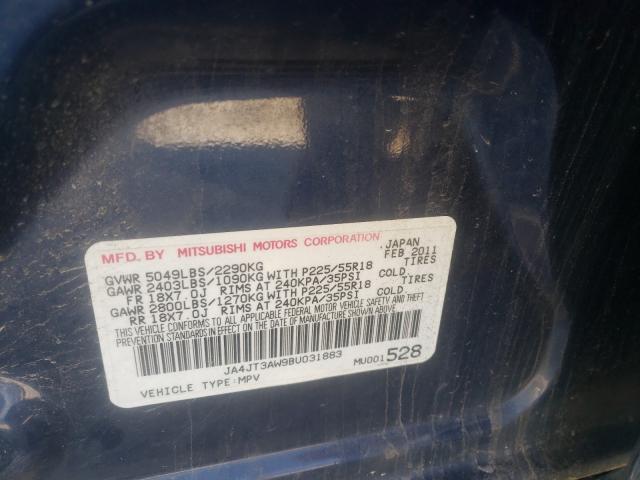 MFD. BY MITSUBISHI MOTORS CORPORATION .JAPAN
FEB 2011
GVWR 5049LBS/2290KG
GAWR 2403LBS/1090KG WITH P225/55R18 TIRES
FR 18X7.0J RIMS AT 240KPA/35PSI COLD.
GAWR 2800LBS/1270KG WITH P225/55R18 TIRES
RR 18X7.0J RIMS AT 240KPA/35PSI COLD
THIS VEHICLE CONFORMS TO ALL APPLICABLE FEDERAL MOTOR VEHICLE SAFETY AND THEFT
PREVENTION STANDARDS IN EFFECT ON THE DATE OF MANUFACTURE SHOWN ABOVE.
JA4JT3AW9BU031883 MU001528
VEHICLE TYPE:MPV